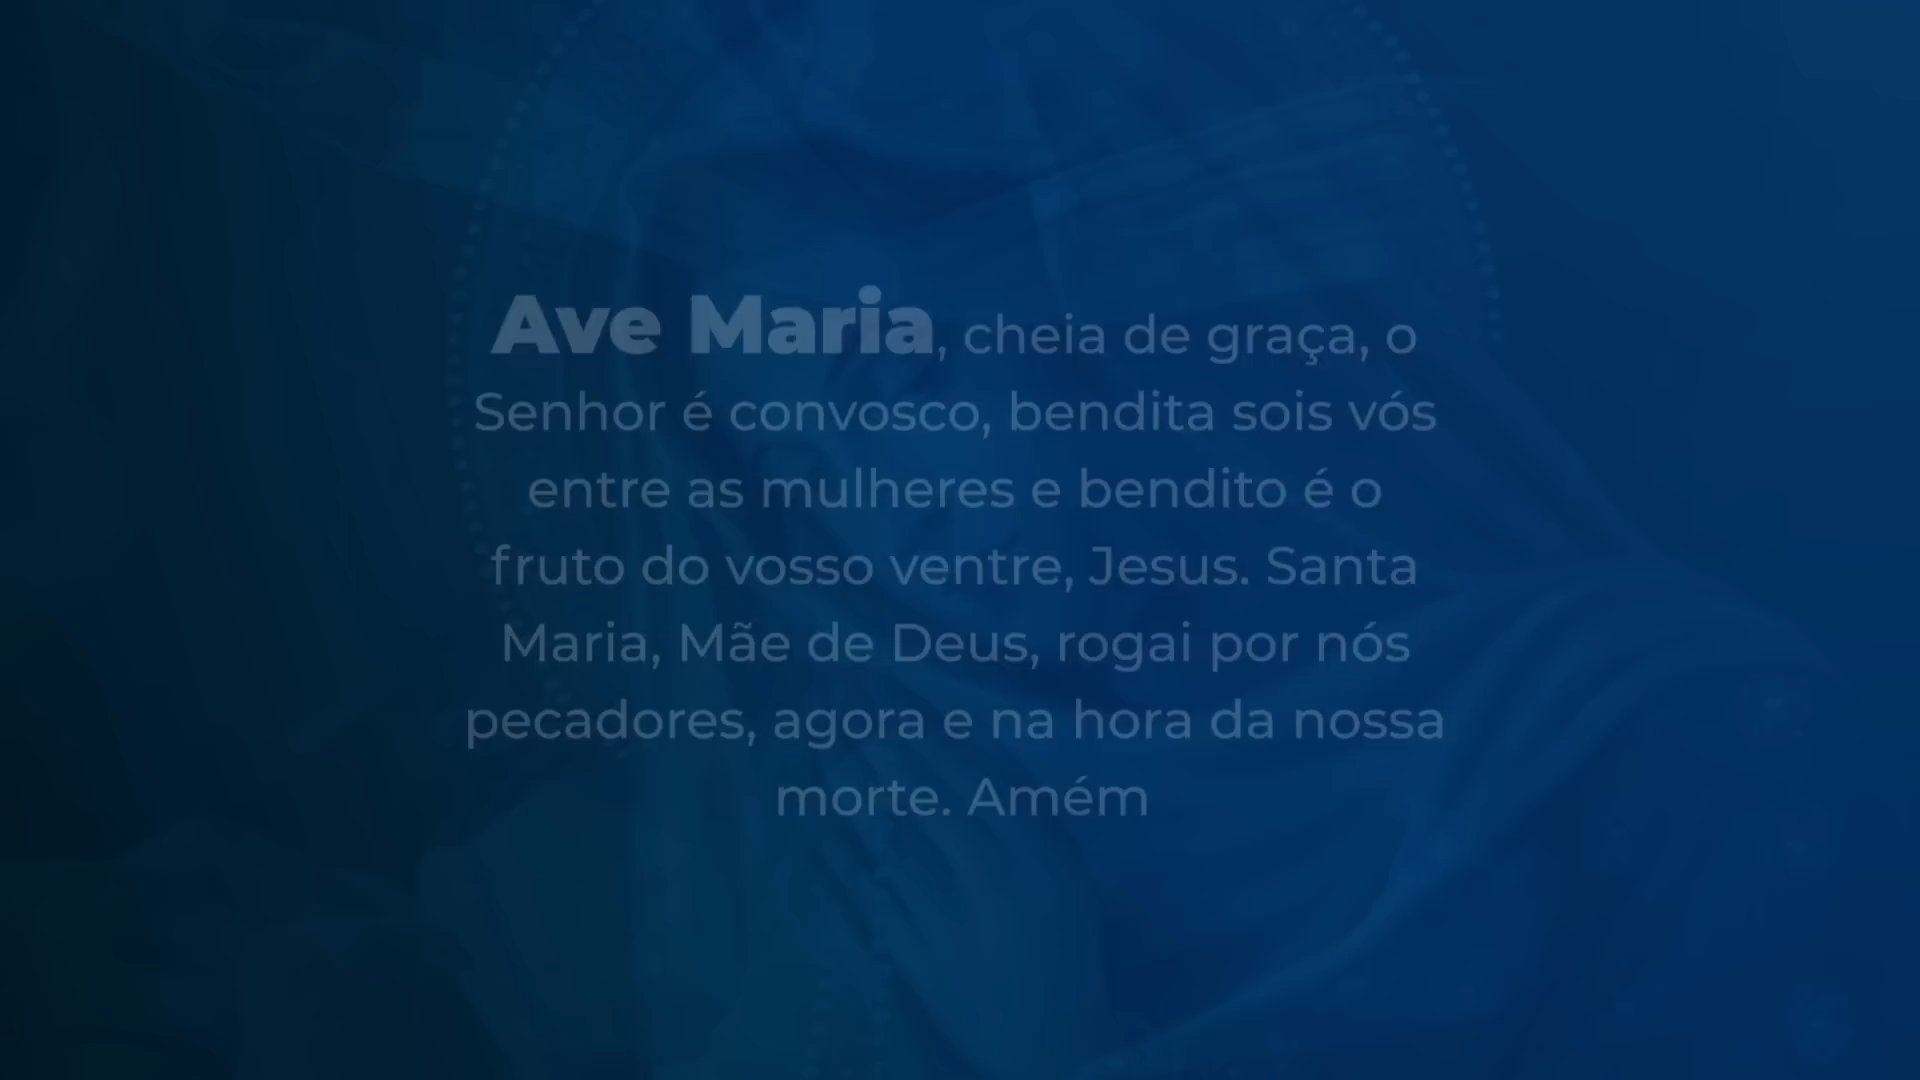 Ave Maria, cheia de graça, o
Senhor é convosco, bendita sois vós
entre as mulheres e bendito é o
fruto do vosso ventre, Jesus. Santa
Maria, Mãe de Deus, rogai por nós
pecadores, agora e na hora da nossa
morte. Amém